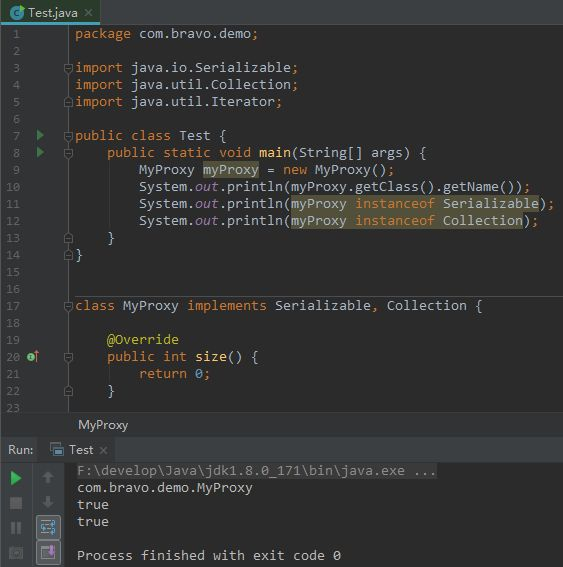 Test.java
1 package com.bravo.demo;
2
3 import java.io.Serializable;
4 import java.util.Collection;
5 import java.util.Iterator;
6
7 public class Test {
8 public static void main(String[] args) {
9 MyProxy myProxy = new MyProxy();
10 System.out.println(myProxy.getClass().getName());
11 System.out.println(myProxy instanceof Serializable);
12 System.out.println(myProxy instanceof Collection);
13 }
14 }
15
16
17 class MyProxy implements Serializable, Collection {
18
19 @Override
20 public int size() {
21 return 0;
22 }
23
MyProxy
Run: Test
F:\develop\Java\jdk1.8.0_171\bin\java.exe ...
com.bravo.demo.MyProxy
true
true
Process finished with exit code 0